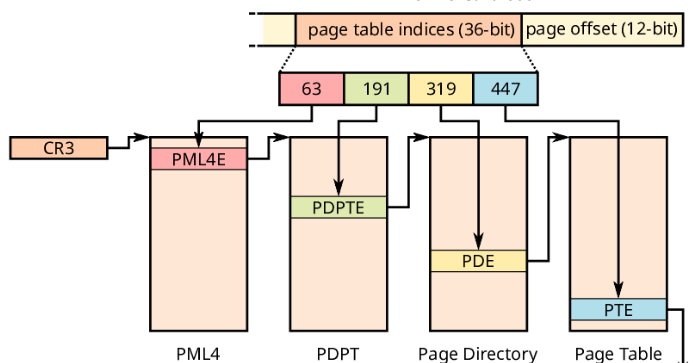 page table indices (36-bit) page offset (12-bit)
63 191 319 447
CR3
PML4E
PDPTE
PDE
PTE
PML4 PDPT Page Directory Page Table